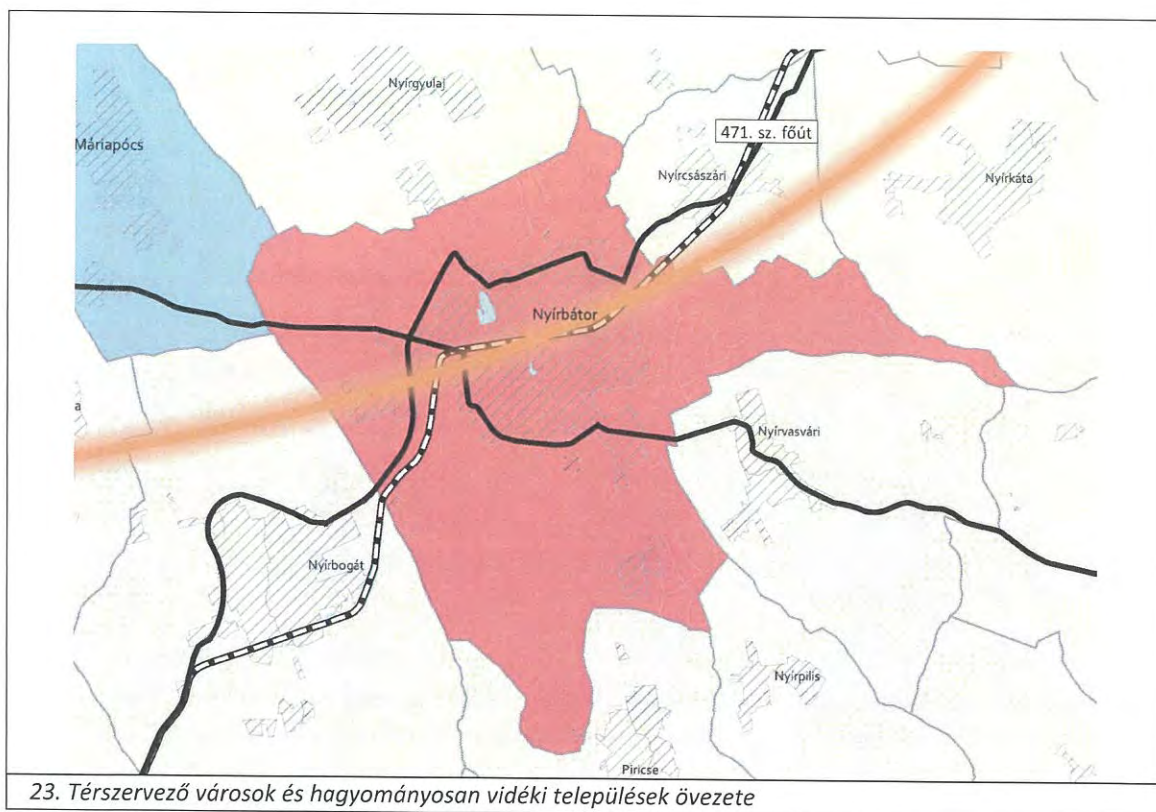 Nyírgyulaj
471. sz. főút
Máriapócs
Nyírcsászári
Nyírkáta
Nyírbátor
a
Nyírvasvári
Nyírbogát
Nyírpilis
Piricse
23. Térszervező városok és hagyományosan vidéki települések övezete